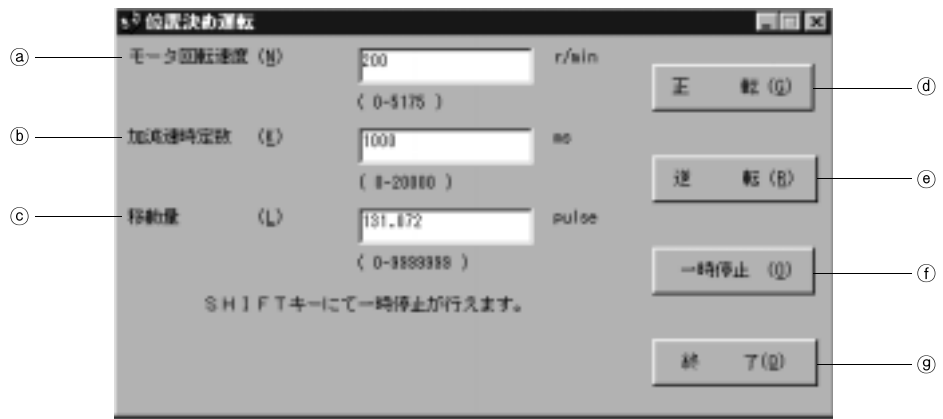 位置決め運転
ⓐ モータ回転速度 (N) 200 r/min ( 0-5175 )
ⓑ 加減速時定数 (K) 1000 ms ( 0-20000 )
ⓒ 移動量 (L) 131.072 pulse ( 0-9999999 )
SHIFTキーにて一時停止が行えます。
正 転 (G) ⓓ
逆 転 (R) ⓔ
一時停止 ⓕ
終 了 ⓖ